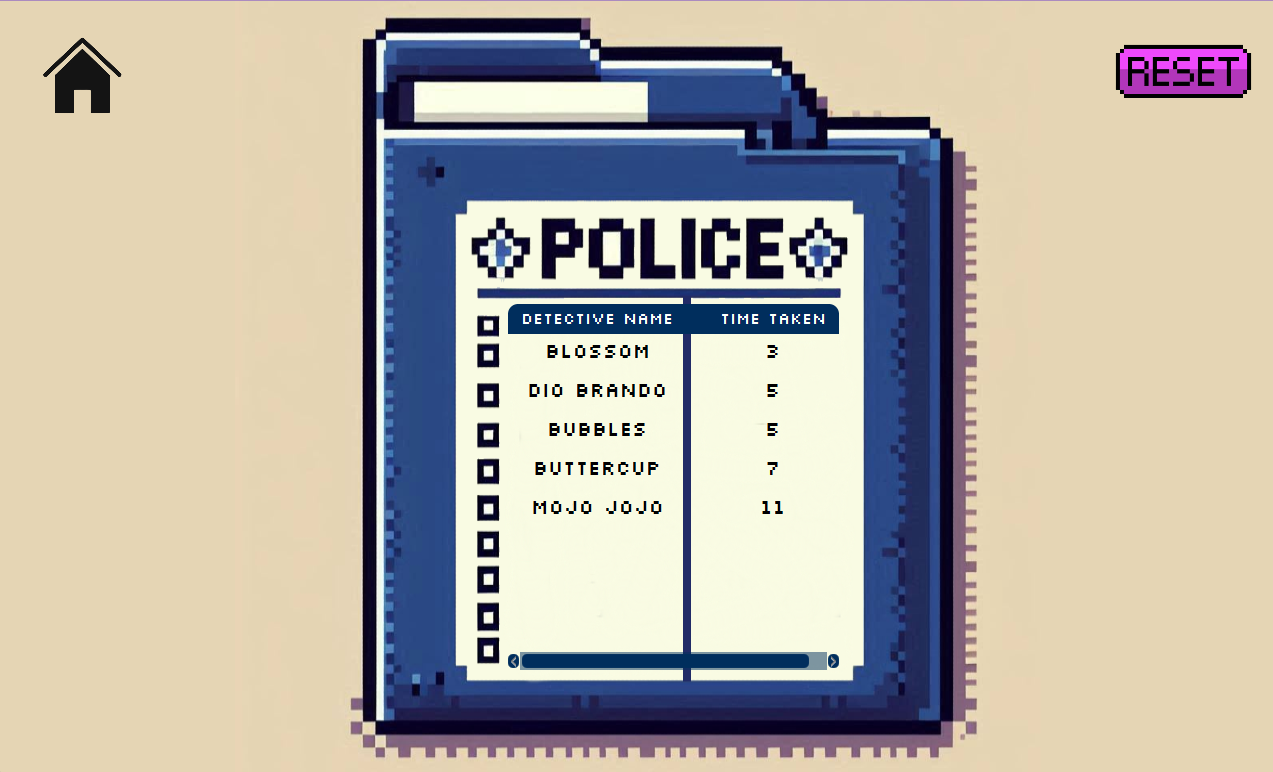 RESET
POLICE
DETECTIVE NAME TIME TAKEN
BLOSSOM 3
DIO BRANDO 5
BUBBLES 5
BUTTERCUP 7
MOJO JOJO 11